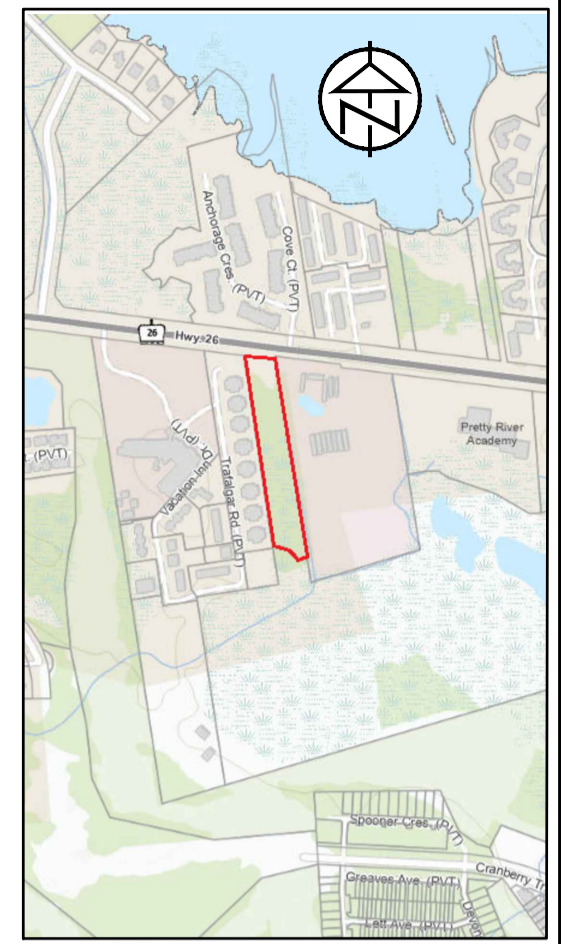 N
Anchorage Cres. (PVT)
Cove Ct. (PVT)
26
Hwy. 26
Pretty River
Academy
(PVT)
Vacation Inn
Dr. (PVT)
Trafalgar Rd. (PVT)
Spooner Cres. (PVT)
Greaves Ave. (PVT)
Cranberry Tr
Lett Ave. (PVT)
Devon